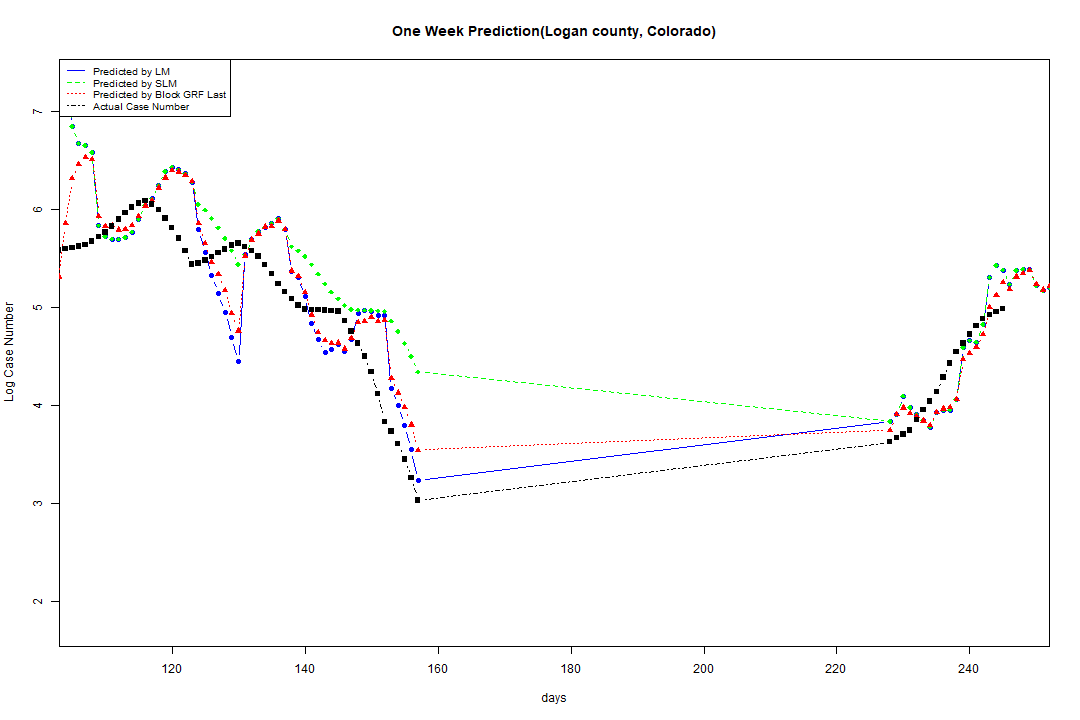 One Week Prediction(Logan county, Colorado)
Predicted by LM
Predicted by SLM
Predicted by Block GRF Last
Actual Case Number
7
6
5
4
3
2
Log Case Number
120 140 160 180 200 220 240
days